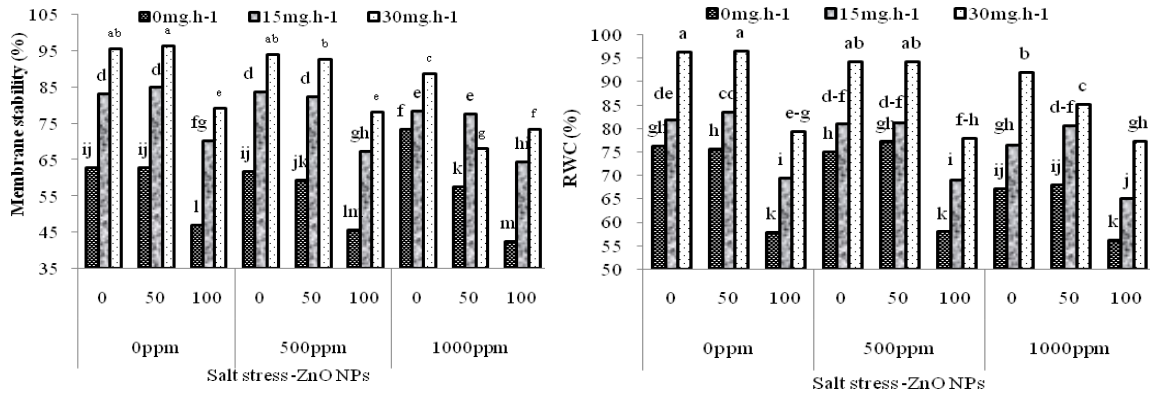 0mg.h-1 15mg.h-1 30mg.h-1
Membrane stability (%)
105
95
85
75
65
55
45
35
ij d ab ij d a l fg e ij d ab jk d b ln gh e f e c k e g m hi f
0 50 100 0 50 100 0 50 100
0ppm 500ppm 1000ppm
Salt stress -ZnO NPs
0mg.h-1 15mg.h-1 30mg.h-1
RWC (%)
100
95
90
85
80
75
70
65
60
55
50
gh de a h cd a k i e-g h d-f ab gh d-f ab k i f-h ij gh b ij d-f c k j gh
0 50 100 0 50 100 0 50 100
0ppm 500ppm 1000ppm
Salt stress -ZnO NPs